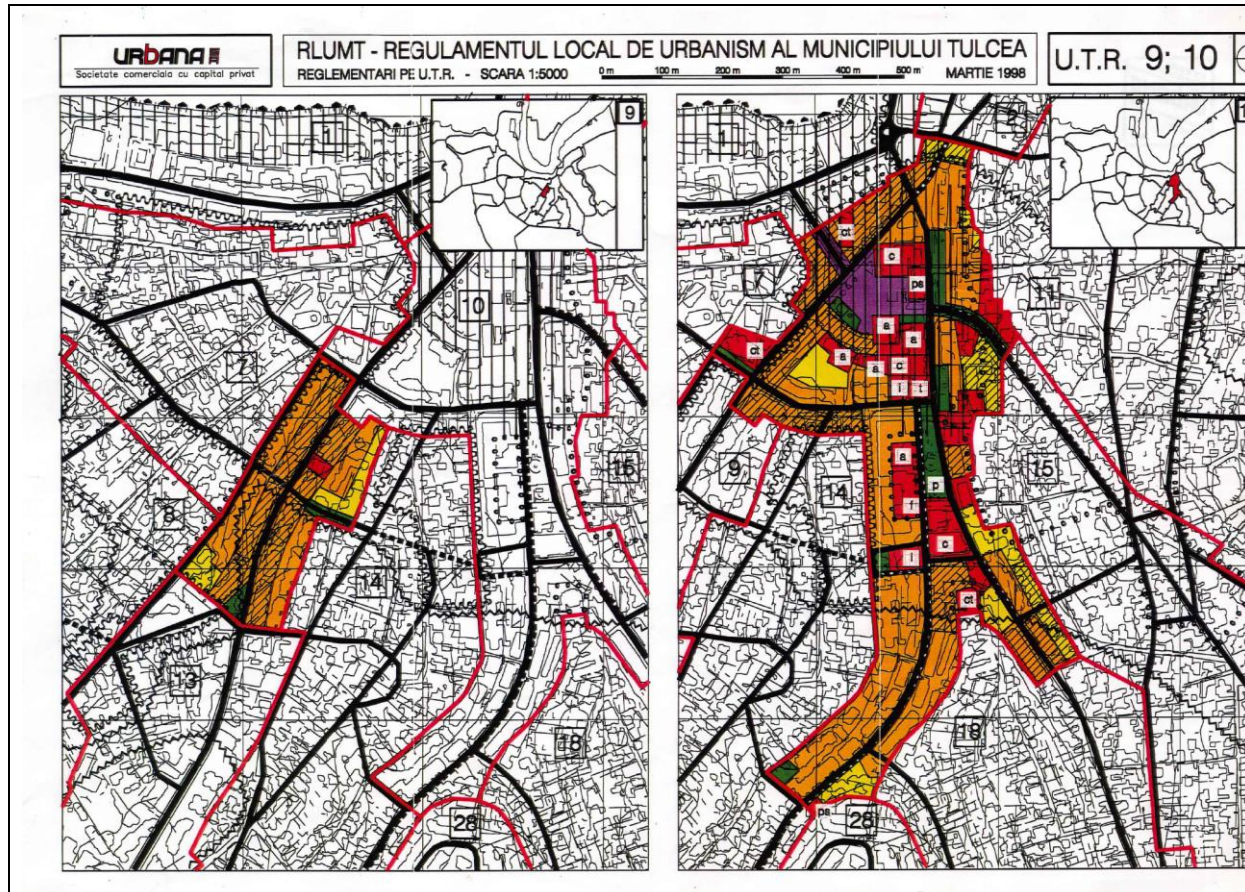 URBANA
Societate comerciala cu capital privat
RLUMT - REGULAMENTUL LOCAL DE URBANISM AL MUNICIPIULUI TULCEA
REGLEMENTARI PE U.T.R. - SCARA 1:5000
0 m 100 m 200 m 300 m 400 m 500 m
MARTIE 1998
U.T.R. 9; 10
1
9
7
10
8
15
14
13
18
28
1
2
7
ct
c
ps
11
a
a
ct
a
a
c
i
t
9
14
a
15
p
t
c
i
ct
18
ps
28